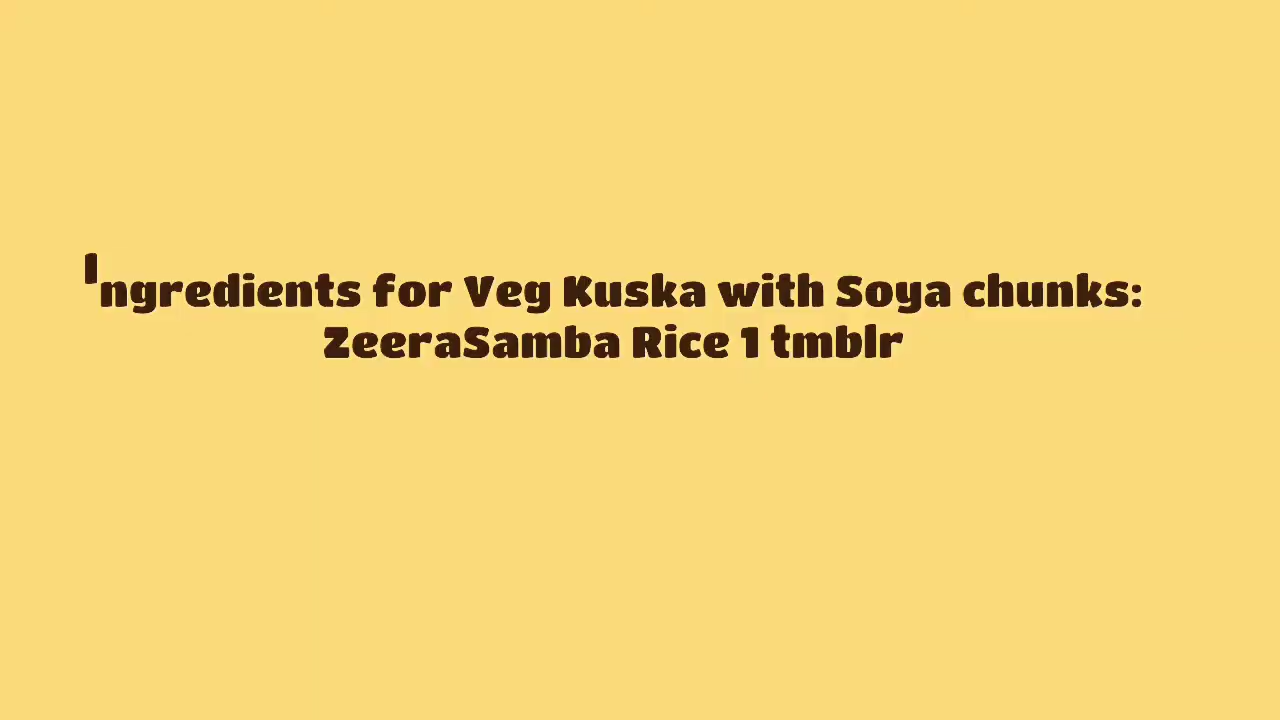 Ingredients for Veg Kuska with Soya chunks:
ZeeraSamba Rice 1 tmblr